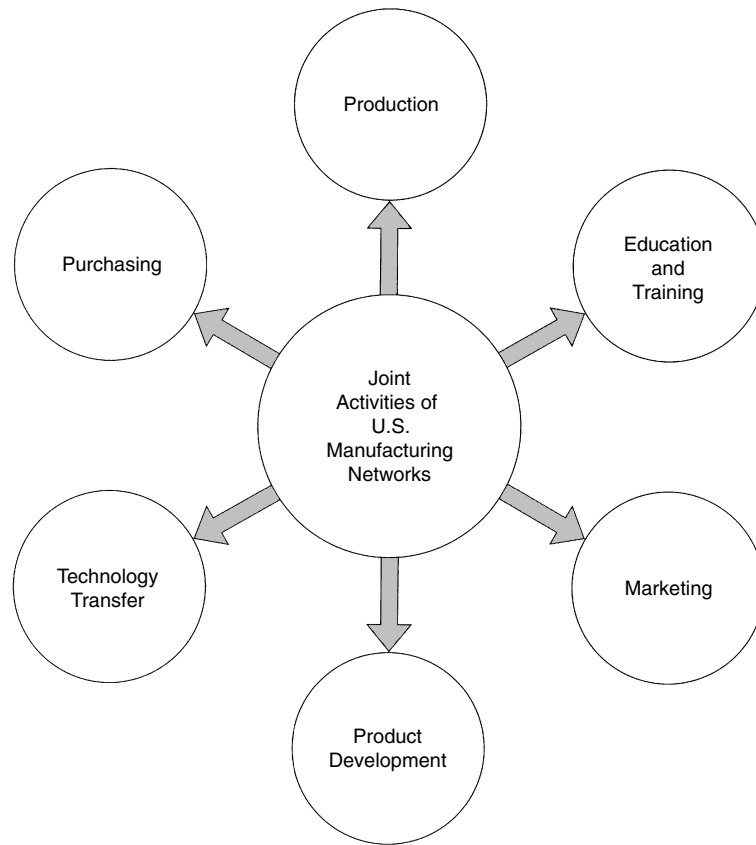 Production
Education
and
Training
Purchasing
Joint
Activities of
U.S.
Manufacturing
Networks
Technology
Transfer
Marketing
Product
Development